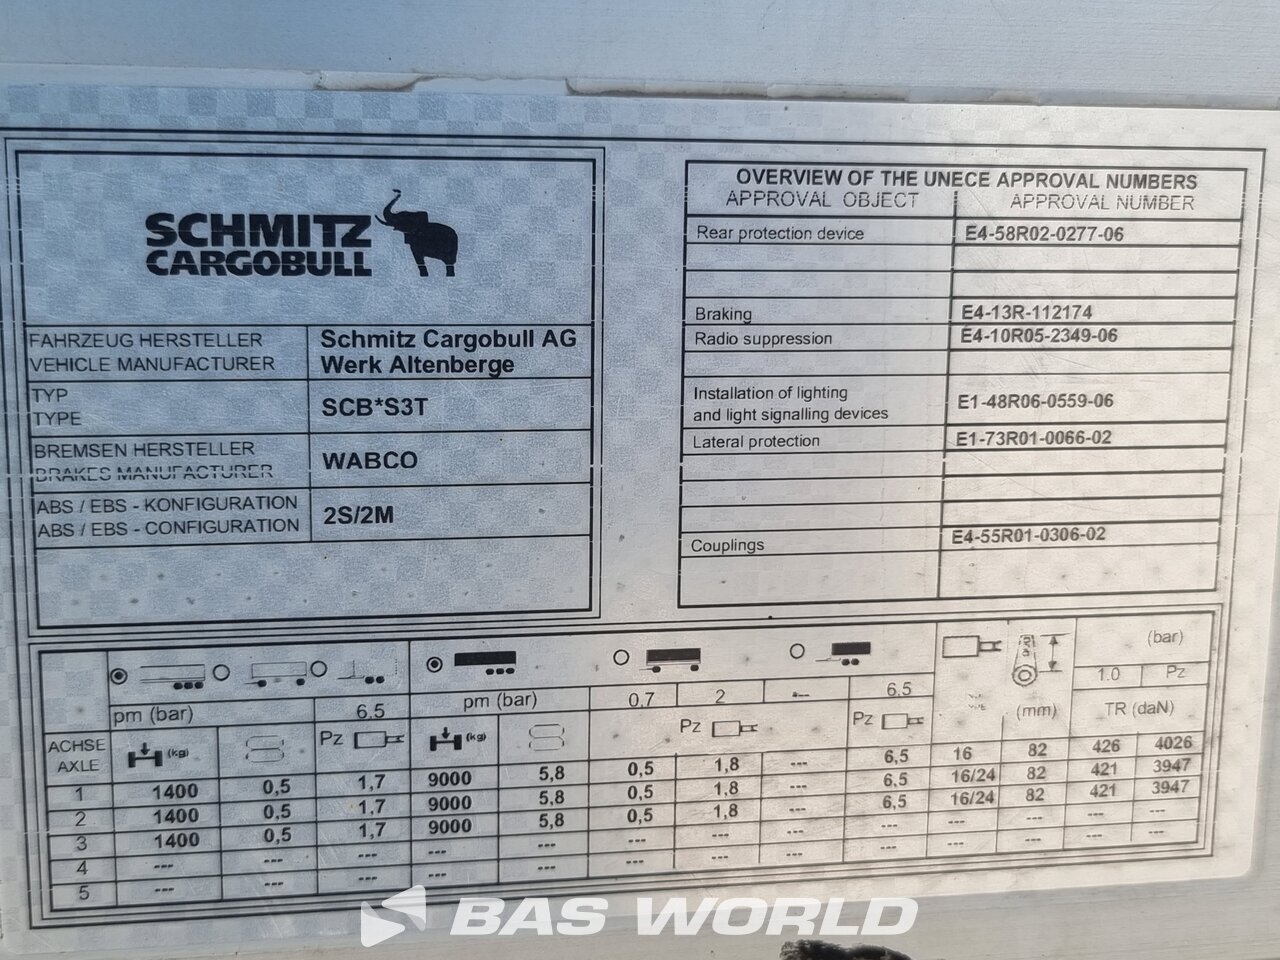 SCHMITZ
CARGOBULL
FAHRZEUG HERSTELLER
VEHICLE MANUFACTURER
Schmitz Cargobull AG
Werk Altenberge
TYP
TYPE
SCB*S3T
BREMSEN HERSTELLER
BRAKES MANUFACTURER
WABCO
ABS / EBS - KONFIGURATION
ABS / EBS - CONFIGURATION
2S/2M
OVERVIEW OF THE UNECE APPROVAL NUMBERS
APPROVAL OBJECT APPROVAL NUMBER
Rear protection device E4-58R02-0277-06
Braking E4-13R-112174
Radio suppression E4-10R05-2349-06
Installation of lighting
and light signalling devices E1-48R06-0559-06
Lateral protection E1-73R01-0066-02
Couplings E4-55R01-0306-02
(bar)
1.0 Pz
pm (bar) 6.5 pm (bar) 0,7 2 --- 6.5
(mm) TR (daN)
ACHSE
AXLE
(kg) Pz (kg) Pz Pz
1 1400 0,5 1,7 9000 5,8 0,5 1,8 --- 6,5 16 82 426 4026
2 1400 0,5 1,7 9000 5,8 0,5 1,8 --- 6,5 16/24 82 421 3947
3 1400 0,5 1,7 9000 5,8 0,5 1,8 --- 6,5 16/24 82 421 3947
4 --- --- --- --- --- --- --- --- --- --- --- --- ---
5 --- --- --- --- --- --- --- --- --- --- --- --- ---
BAS WORLD